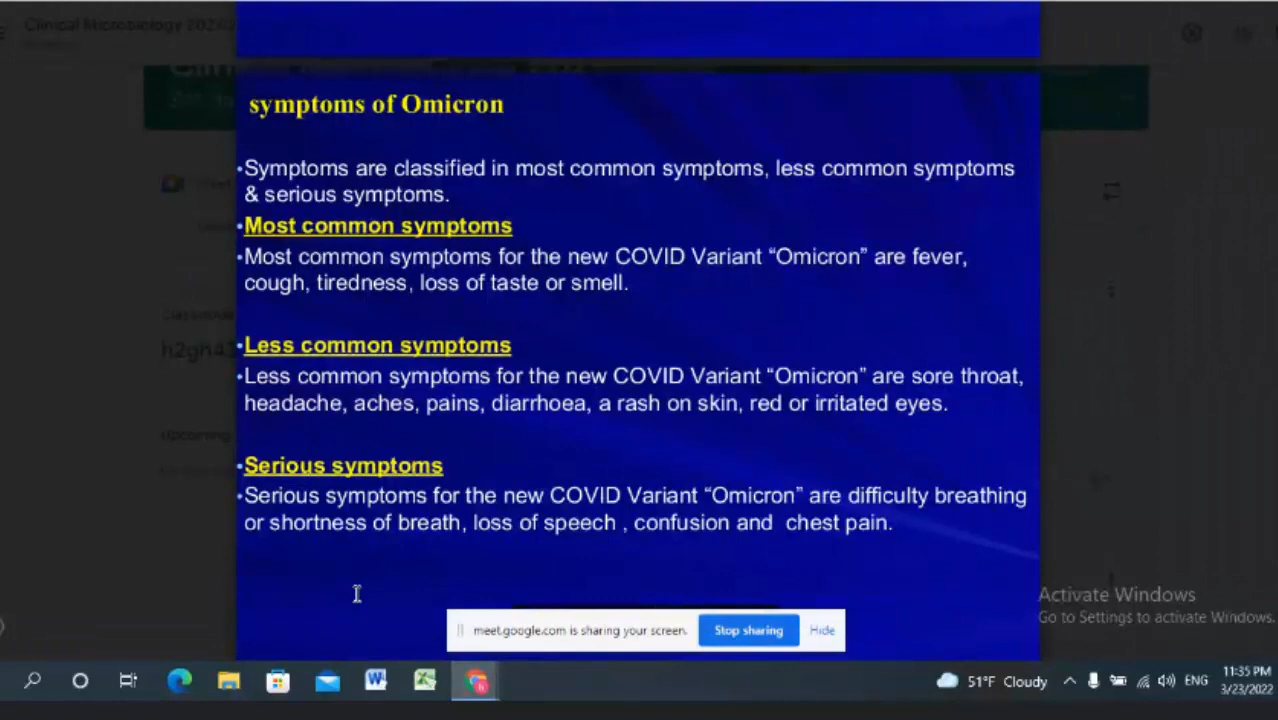 Clinical Microbiology
symptoms of Omicron
•Symptoms are classified in most common symptoms, less common symptoms
& serious symptoms.
•Most common symptoms
•Most common symptoms for the new COVID Variant “Omicron” are fever,
cough, tiredness, loss of taste or smell.
•Less common symptoms
•Less common symptoms for the new COVID Variant “Omicron” are sore throat,
headache, aches, pains, diarrhoea, a rash on skin, red or irritated eyes.
•Serious symptoms
•Serious symptoms for the new COVID Variant “Omicron” are difficulty breathing
or shortness of breath, loss of speech , confusion and chest pain.
Upcoming
Activate Windows
Go to Settings to activate Windows.
meet.google.com is sharing your screen.
Stop sharing
Hide
51°F Cloudy
ENG
11:35 PM
3/23/2022